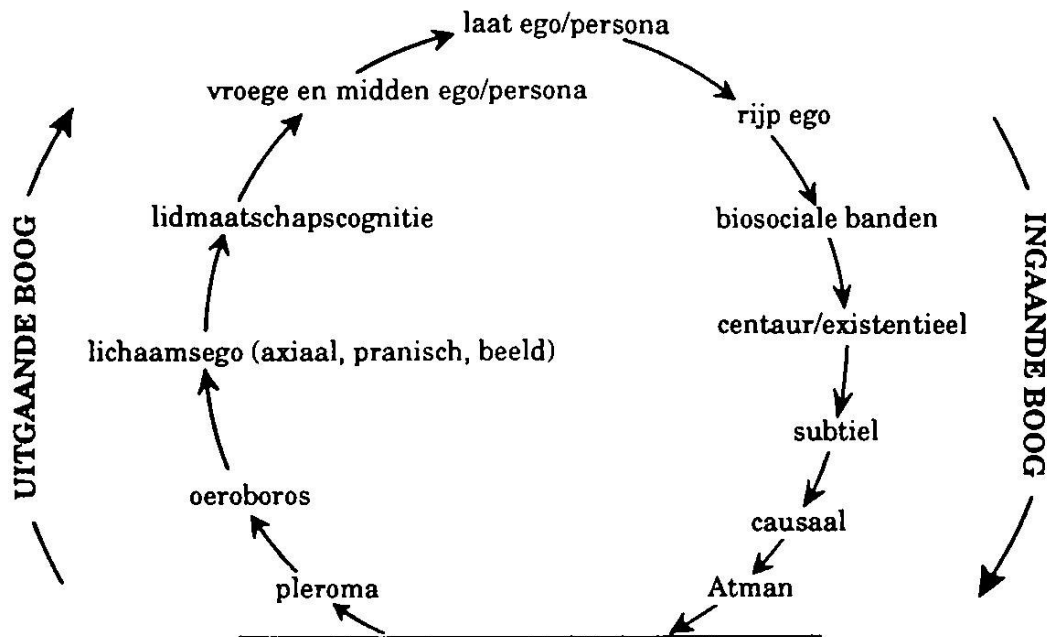 laat ego/persona
vroege en midden ego/persona
rijp ego
lidmaatschapscognitie
biosociale banden
centaur/existentieel
lichaamsego (axiaal, pranisch, beeld)
subtiel
oeroboros
causaal
pleroma
Atman
UITGAANDE BOOG
INGAANDE BOOG